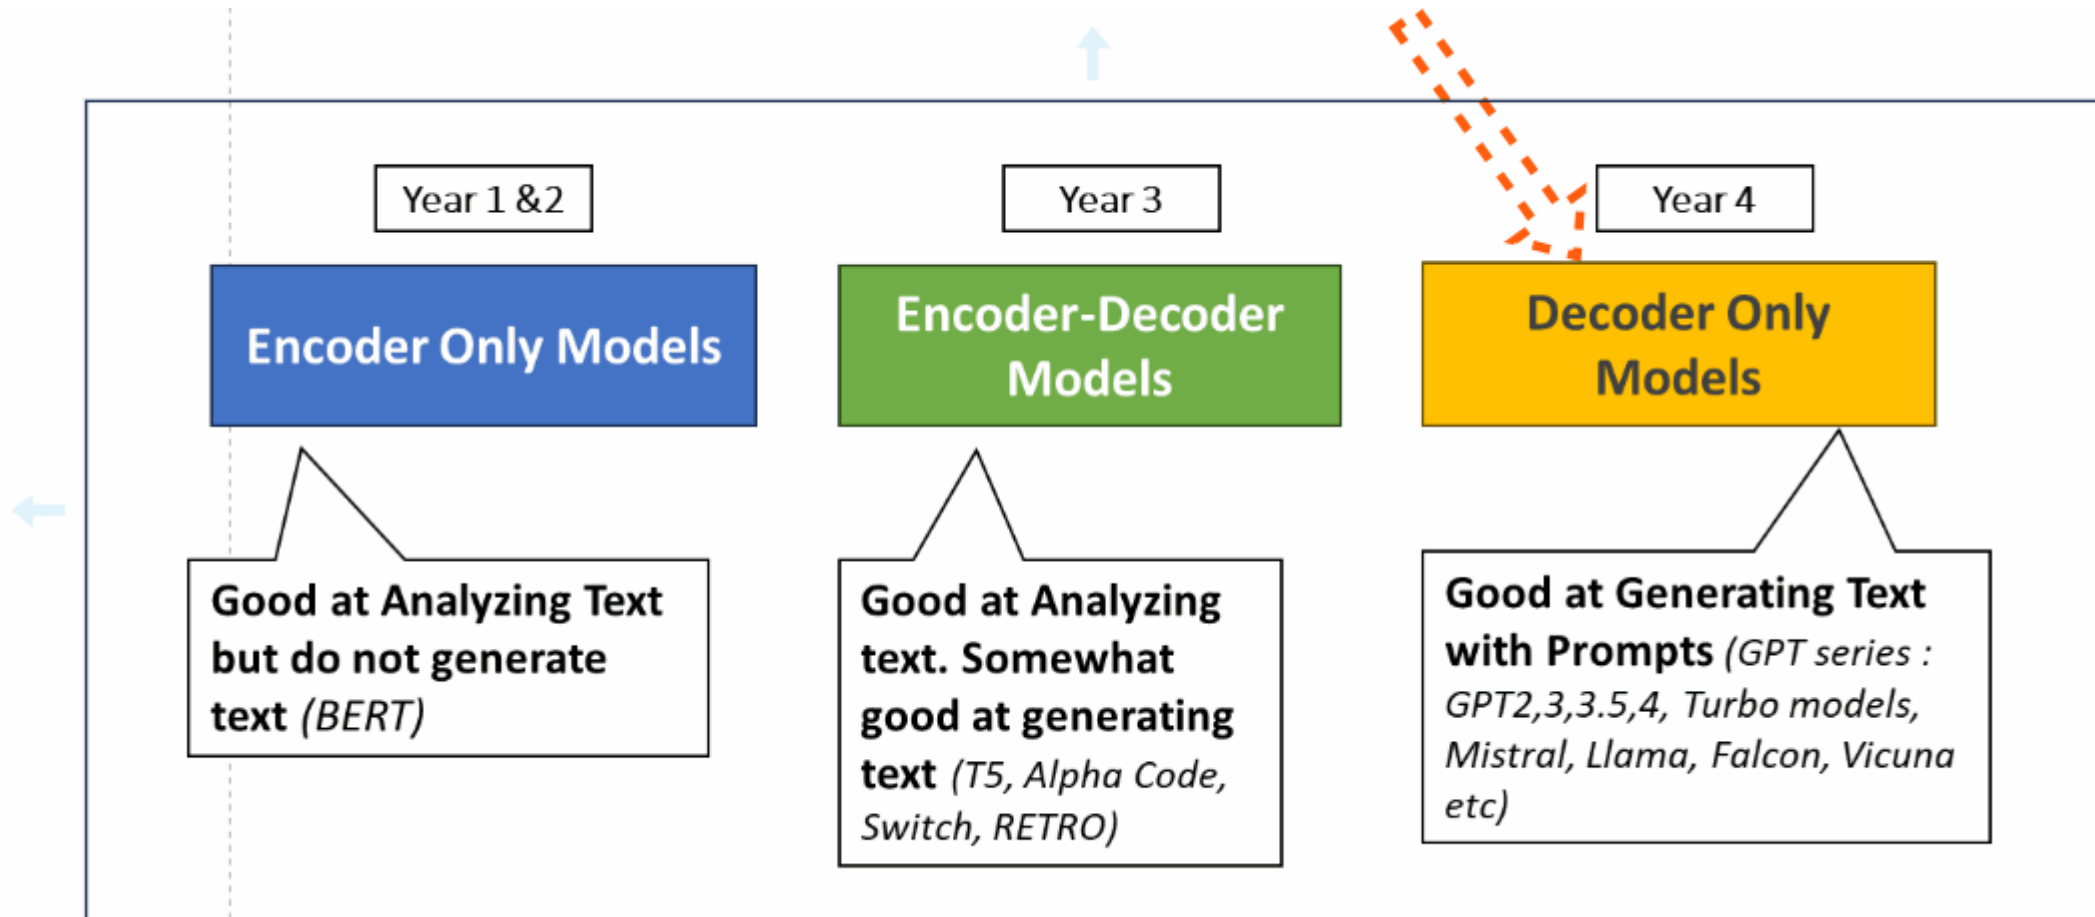 Year 1 &2
Encoder Only Models
Good at Analyzing Text
but do not generate
text (BERT)
Year 3
Encoder-Decoder
Models
Good at Analyzing
text. Somewhat
good at generating
text (T5, Alpha Code,
Switch, RETRO)
Year 4
Decoder Only
Models
Good at Generating Text
with Prompts (GPT series :
GPT2,3,3.5,4, Turbo models,
Mistral, Llama, Falcon, Vicuna
etc)